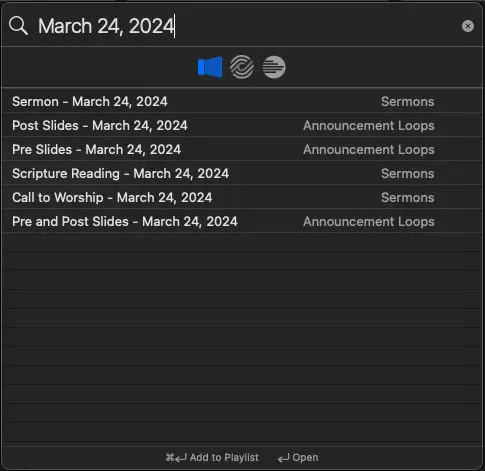 March 24, 2024
Sermon - March 24, 2024 Sermons
Post Slides - March 24, 2024 Announcement Loops
Pre Slides - March 24, 2024 Announcement Loops
Scripture Reading - March 24, 2024 Sermons
Call to Worship - March 24, 2024 Sermons
Pre and Post Slides - March 24, 2024 Announcement Loops
⌘↩ Add to Playlist ↩ Open